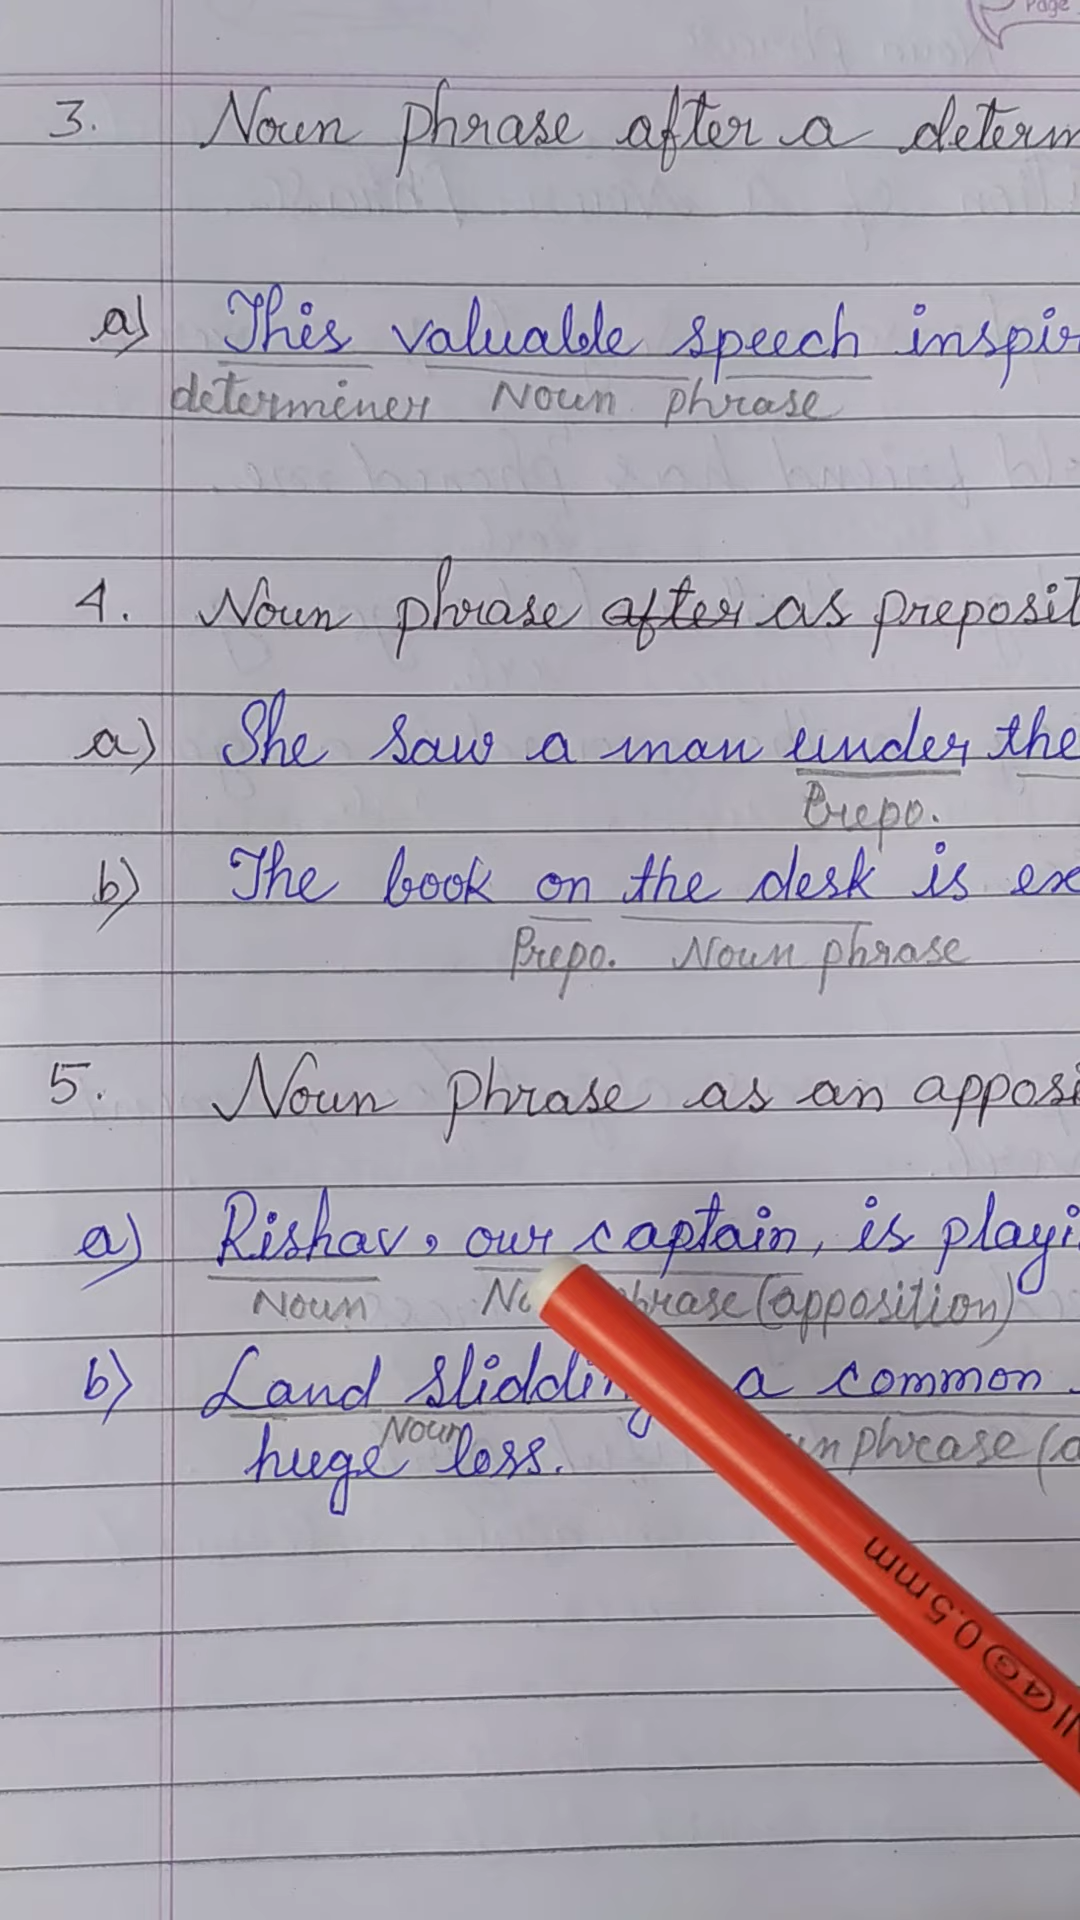 Page
3. Noun phrase after a determ
a) This valuable speech inspir
determiner Noun phrase
4. Noun phrase after as preposit
a) She saw a man under the
Prepo.
b) The book on the desk is ex
Prepo. Noun phrase
5. Noun phrase as an apposi
a) Rishav, our captain, is playi
Noun phrase (apposition)
b) Land slidding a common
Noun phrase (a
huge loss.
0.5mm